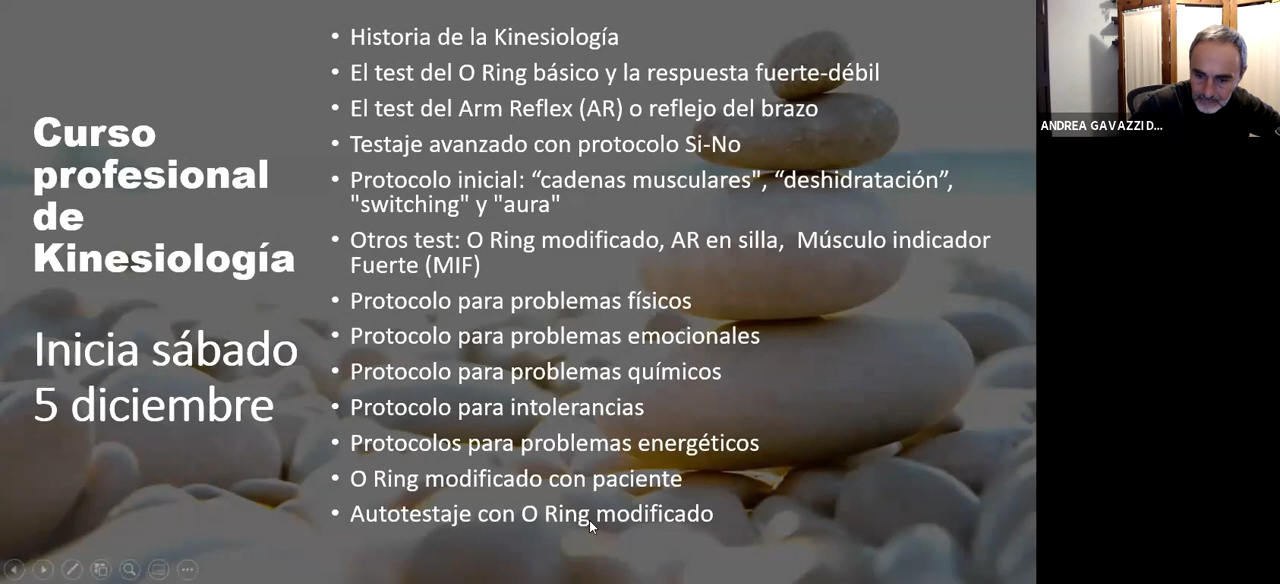 Curso
profesional
de
Kinesiología
Inicia sábado
5 diciembre
• Historia de la Kinesiología
• El test del O Ring básico y la respuesta fuerte-débil
• El test del Arm Reflex (AR) o reflejo del brazo
• Testaje avanzado con protocolo Si-No
• Protocolo inicial: “cadenas musculares", “deshidratación”,
"switching" y "aura"
• Otros test: O Ring modificado, AR en silla,  Músculo indicador
Fuerte (MIF)
• Protocolo para problemas físicos
• Protocolo para problemas emocionales
• Protocolo para problemas químicos
• Protocolo para intolerancias
• Protocolos para problemas energéticos
• O Ring modificado con paciente
• Autotestaje con O Ring modificado
ANDREA GAVAZZI D...